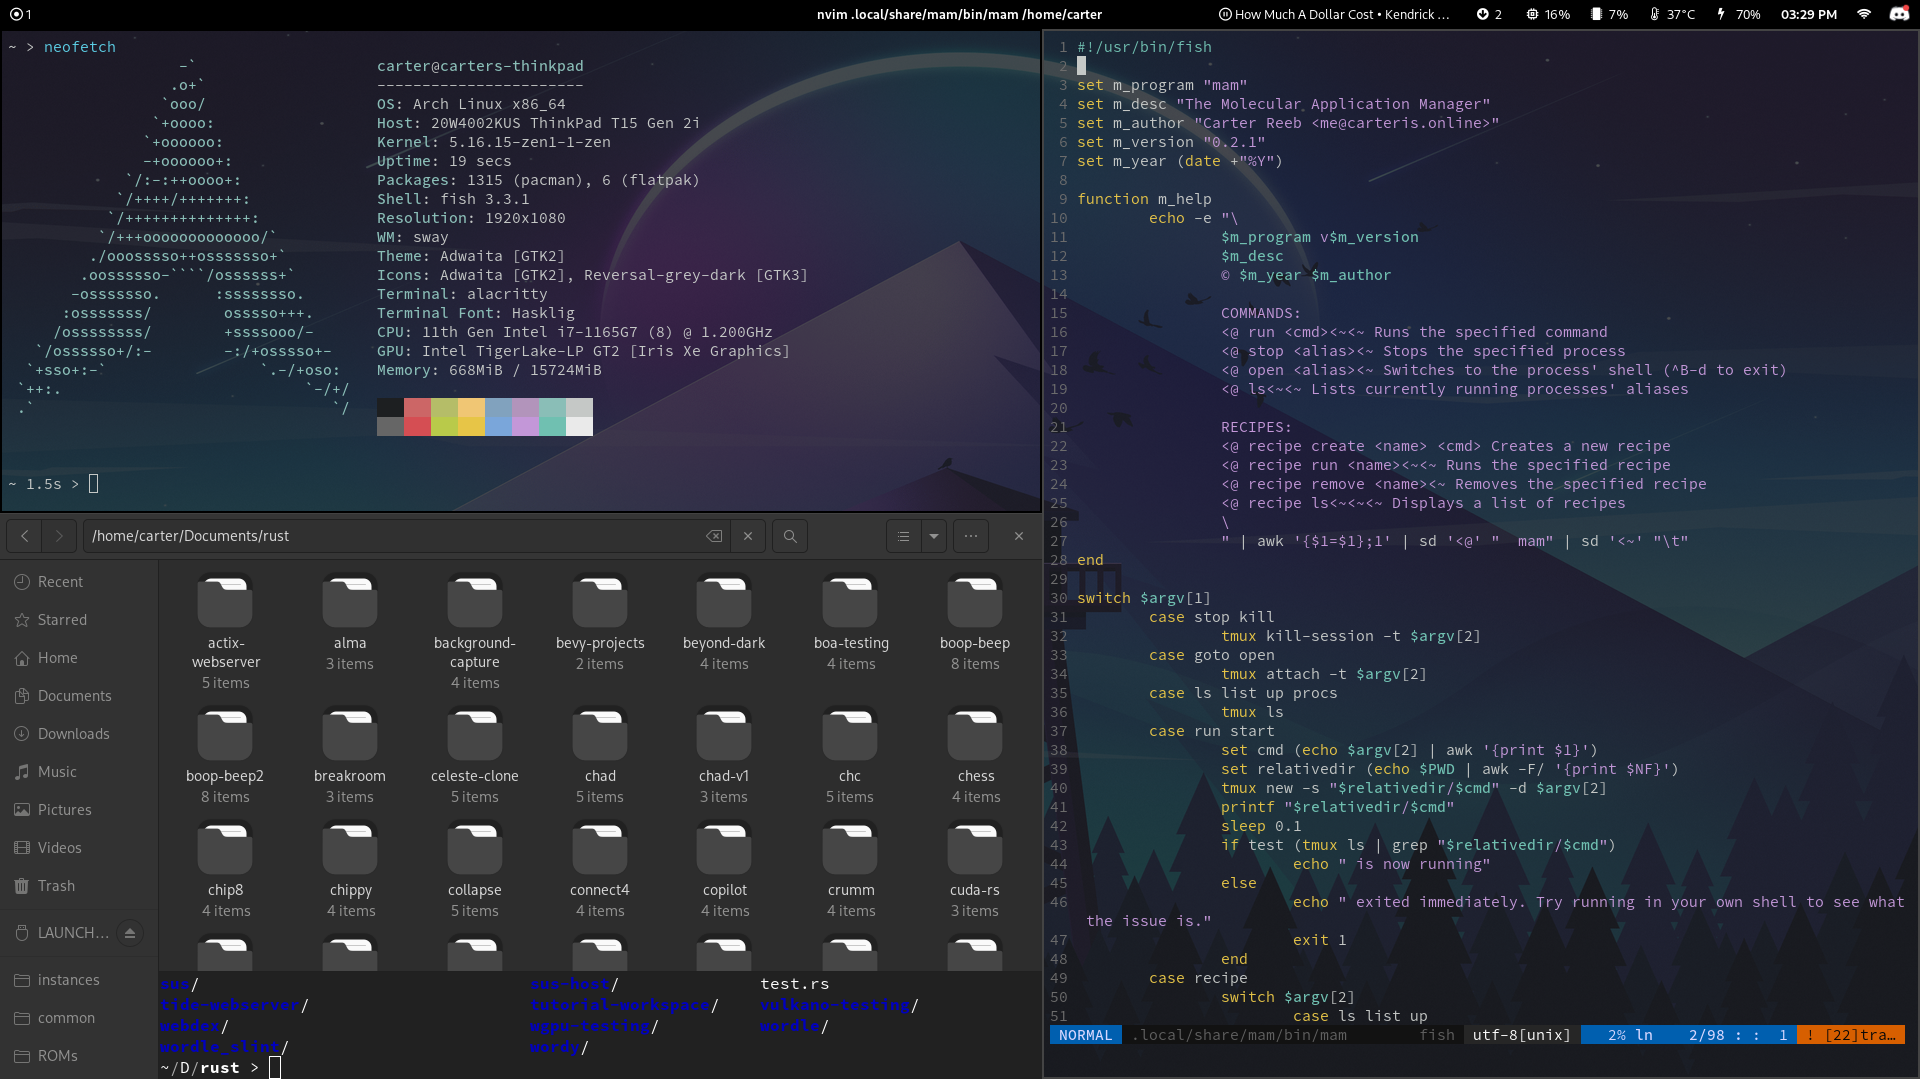 1
nvim .local/share/mam/bin/mam /home/carter
How Much A Dollar Cost • Kendrick ...
2
16%
7%
37°C
70%
03:29 PM
~ > neofetch
-`
.o+`
`ooo/
`+oooo:
`+oooooo:
-+oooooo+:
`/:-:++oooo+:
`/++++/+++++++:
`/++++++++++++++:
`/+++ooooooooooooo/`
./ooosssso++osssssso+`
.oossssso-````/ossssss+`
-osssssso. :ssssssso.
:osssssss/ osssso+++.
/ossssssss/ +ssssooo/-
`/ossssso+/:- -:/+osssso+-
`+sso+:-` `.-/+oso:
`++:. `-/+/
.` `/
carter@carters-thinkpad
-----------------------
OS: Arch Linux x86_64
Host: 20W4002KUS ThinkPad T15 Gen 2i
Kernel: 5.16.15-zen1-1-zen
Uptime: 19 secs
Packages: 1315 (pacman), 6 (flatpak)
Shell: fish 3.3.1
Resolution: 1920x1080
WM: sway
Theme: Adwaita [GTK2]
Icons: Adwaita [GTK2], Reversal-grey-dark [GTK3]
Terminal: alacritty
Terminal Font: Hasklig
CPU: 11th Gen Intel i7-1165G7 (8) @ 1.200GHz
GPU: Intel TigerLake-LP GT2 [Iris Xe Graphics]
Memory: 668MiB / 15724MiB
~ 1.5s >
/home/carter/Documents/rust
Recent
Starred
Home
Documents
Downloads
Music
Pictures
Videos
Trash
LAUNCH...
instances
common
ROMs
actix-
webserver
5 items
alma
3 items
background-
capture
4 items
bevy-projects
2 items
beyond-dark
4 items
boa-testing
4 items
boop-beep
8 items
boop-beep2
8 items
breakroom
3 items
celeste-clone
5 items
chad
5 items
chad-v1
3 items
chc
5 items
chess
4 items
chip8
4 items
chippy
4 items
collapse
5 items
connect4
4 items
copilot
4 items
crumm
4 items
cuda-rs
3 items
sus/ sus-host/ test.rs
tide-webserver/ tutorial-workspace/ vulkano-testing/
webdex/ wgpu-testing/ wordle/
wordle_slint/ wordy/
~/D/rust >
1 #!/usr/bin/fish
2
3 set m_program "mam"
4 set m_desc "The Molecular Application Manager"
5 set m_author "Carter Reeb <me@carteris.online>"
6 set m_version "0.2.1"
7 set m_year (date +"%Y")
8
9 function m_help
10 echo -e "\
11 $m_program v$m_version
12 $m_desc
13 © $m_year $m_author
14
15 COMMANDS:
16 <@ run <cmd><~<~ Runs the specified command
17 <@ stop <alias><~ Stops the specified process
18 <@ open <alias><~ Switches to the process' shell (^B-d to exit)
19 <@ ls<~<~ Lists currently running processes' aliases
20
21 RECIPES:
22 <@ recipe create <name> <cmd> Creates a new recipe
23 <@ recipe run <name><~<~ Runs the specified recipe
24 <@ recipe remove <name><~ Removes the specified recipe
25 <@ recipe ls<~<~<~ Displays a list of recipes
26 \
27 " | awk '{$1=$1};1' | sd '<@' "  mam" | sd '<~' "\t"
28 end
29
30 switch $argv[1]
31 case stop kill
32 tmux kill-session -t $argv[2]
33 case goto open
34 tmux attach -t $argv[2]
35 case ls list up procs
36 tmux ls
37 case run start
38 set cmd (echo $argv[2] | awk '{print $1}')
39 set relativedir (echo $PWD | awk -F/ '{print $NF}')
40 tmux new -s "$relativedir/$cmd" -d $argv[2]
41 printf "$relativedir/$cmd"
42 sleep 0.1
43 if test (tmux ls | grep "$relativedir/$cmd")
44 echo " is now running"
45 else
46 echo " exited immediately. Try running in your own shell to see what
the issue is."
47 exit 1
48 end
49 case recipe
50 switch $argv[2]
51 case ls list up
NORMAL .local/share/mam/bin/mam fish utf-8[unix] 2% ln 2/98 : : 1 ! [22]tra…